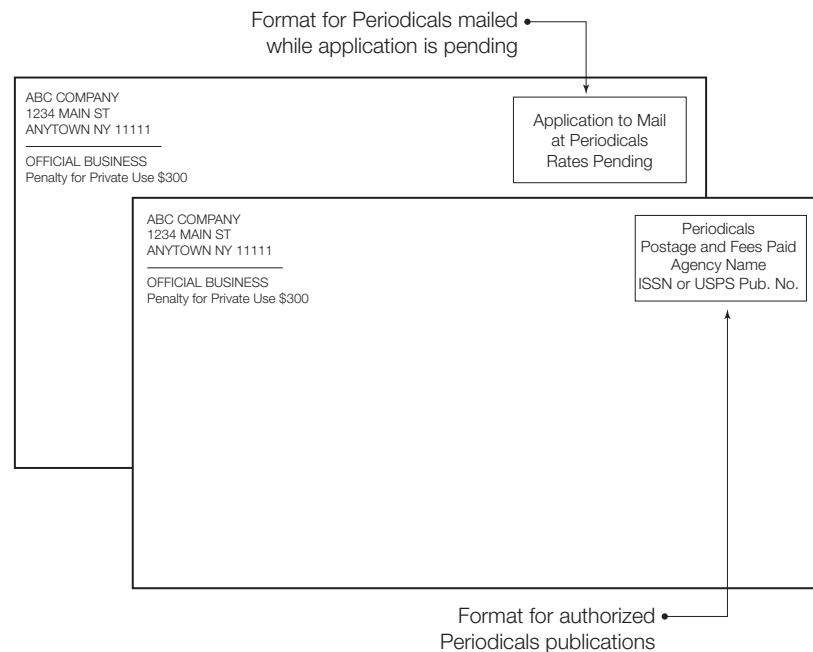 Format for Periodicals mailed
while application is pending
ABC COMPANY
1234 MAIN ST
ANYTOWN NY 11111
OFFICIAL BUSINESS
Penalty for Private Use $300
Application to Mail
at Periodicals
Rates Pending
ABC COMPANY
1234 MAIN ST
ANYTOWN NY 11111
OFFICIAL BUSINESS
Penalty for Private Use $300
Periodicals
Postage and Fees Paid
Agency Name
ISSN or USPS Pub. No.
Format for authorized
Periodicals publications